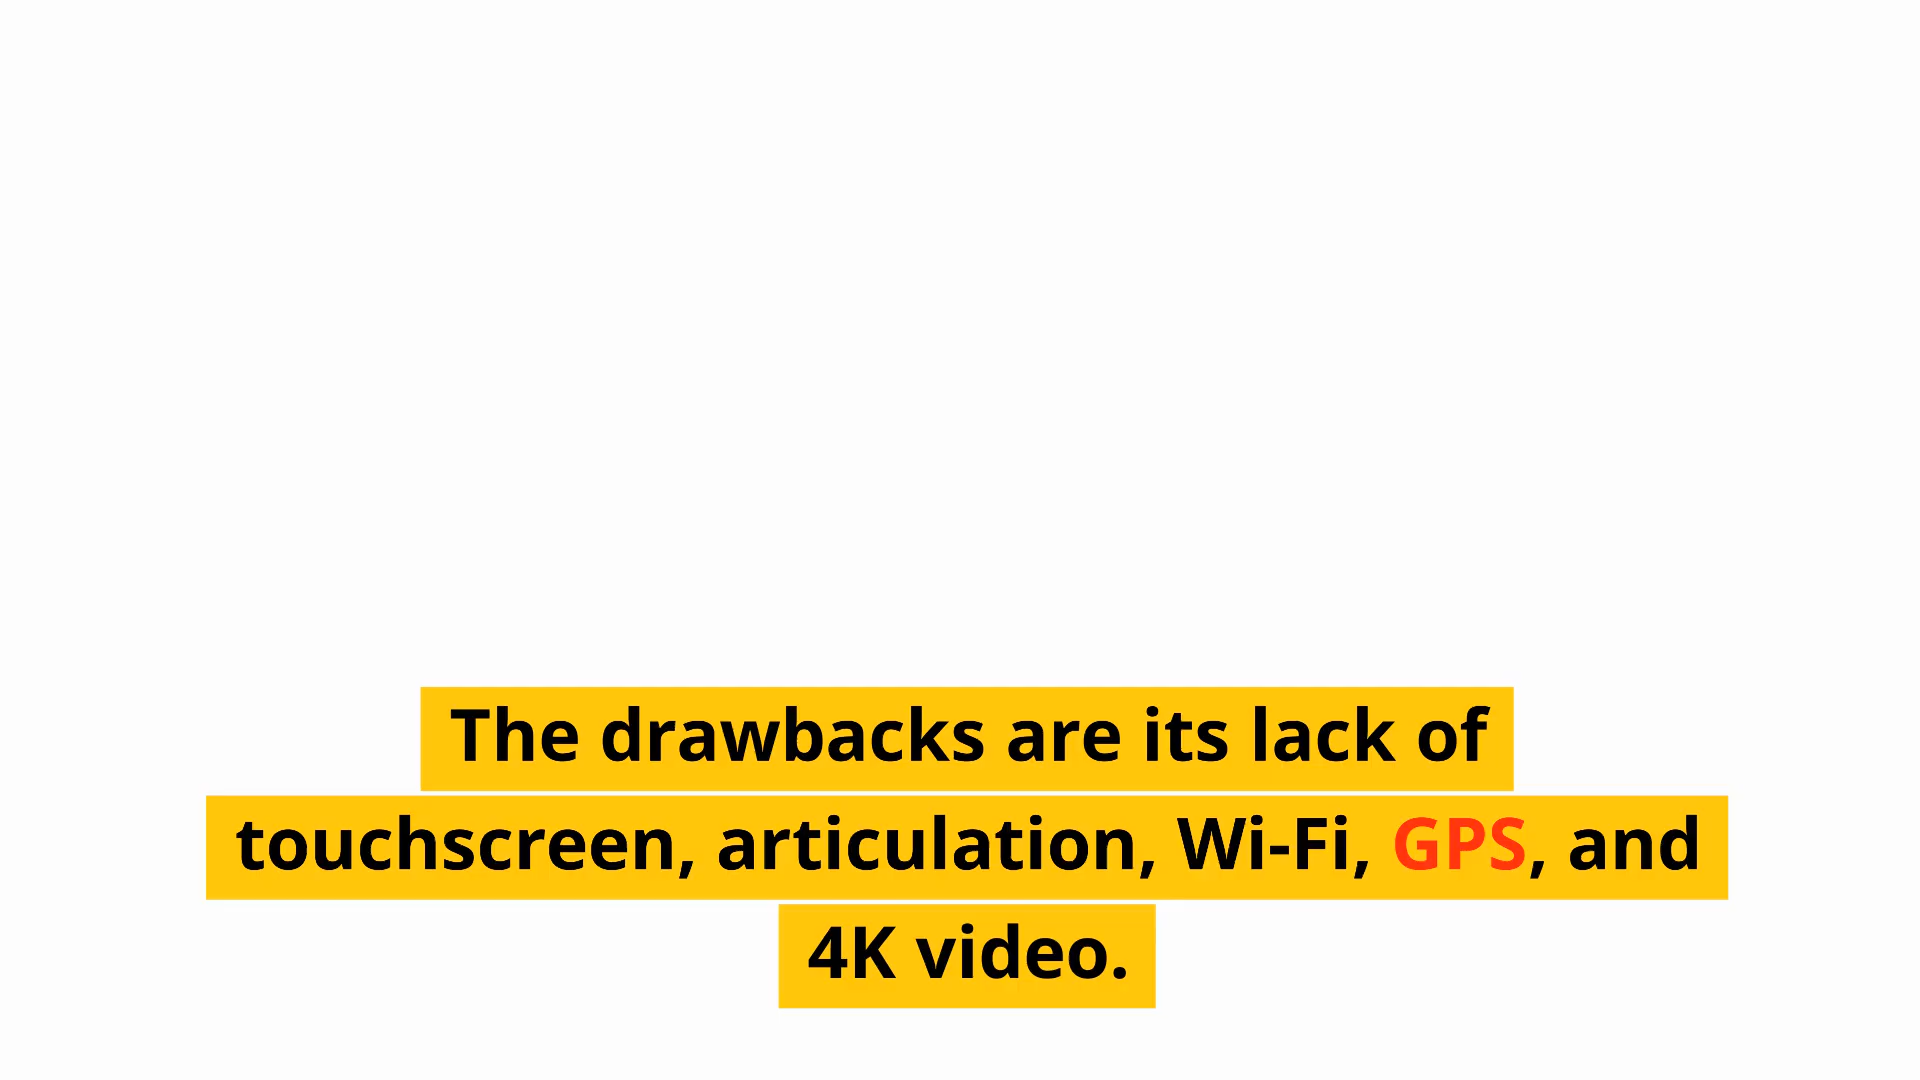 The drawbacks are its lack of
touchscreen, articulation, Wi-Fi, GPS, and
4K video.